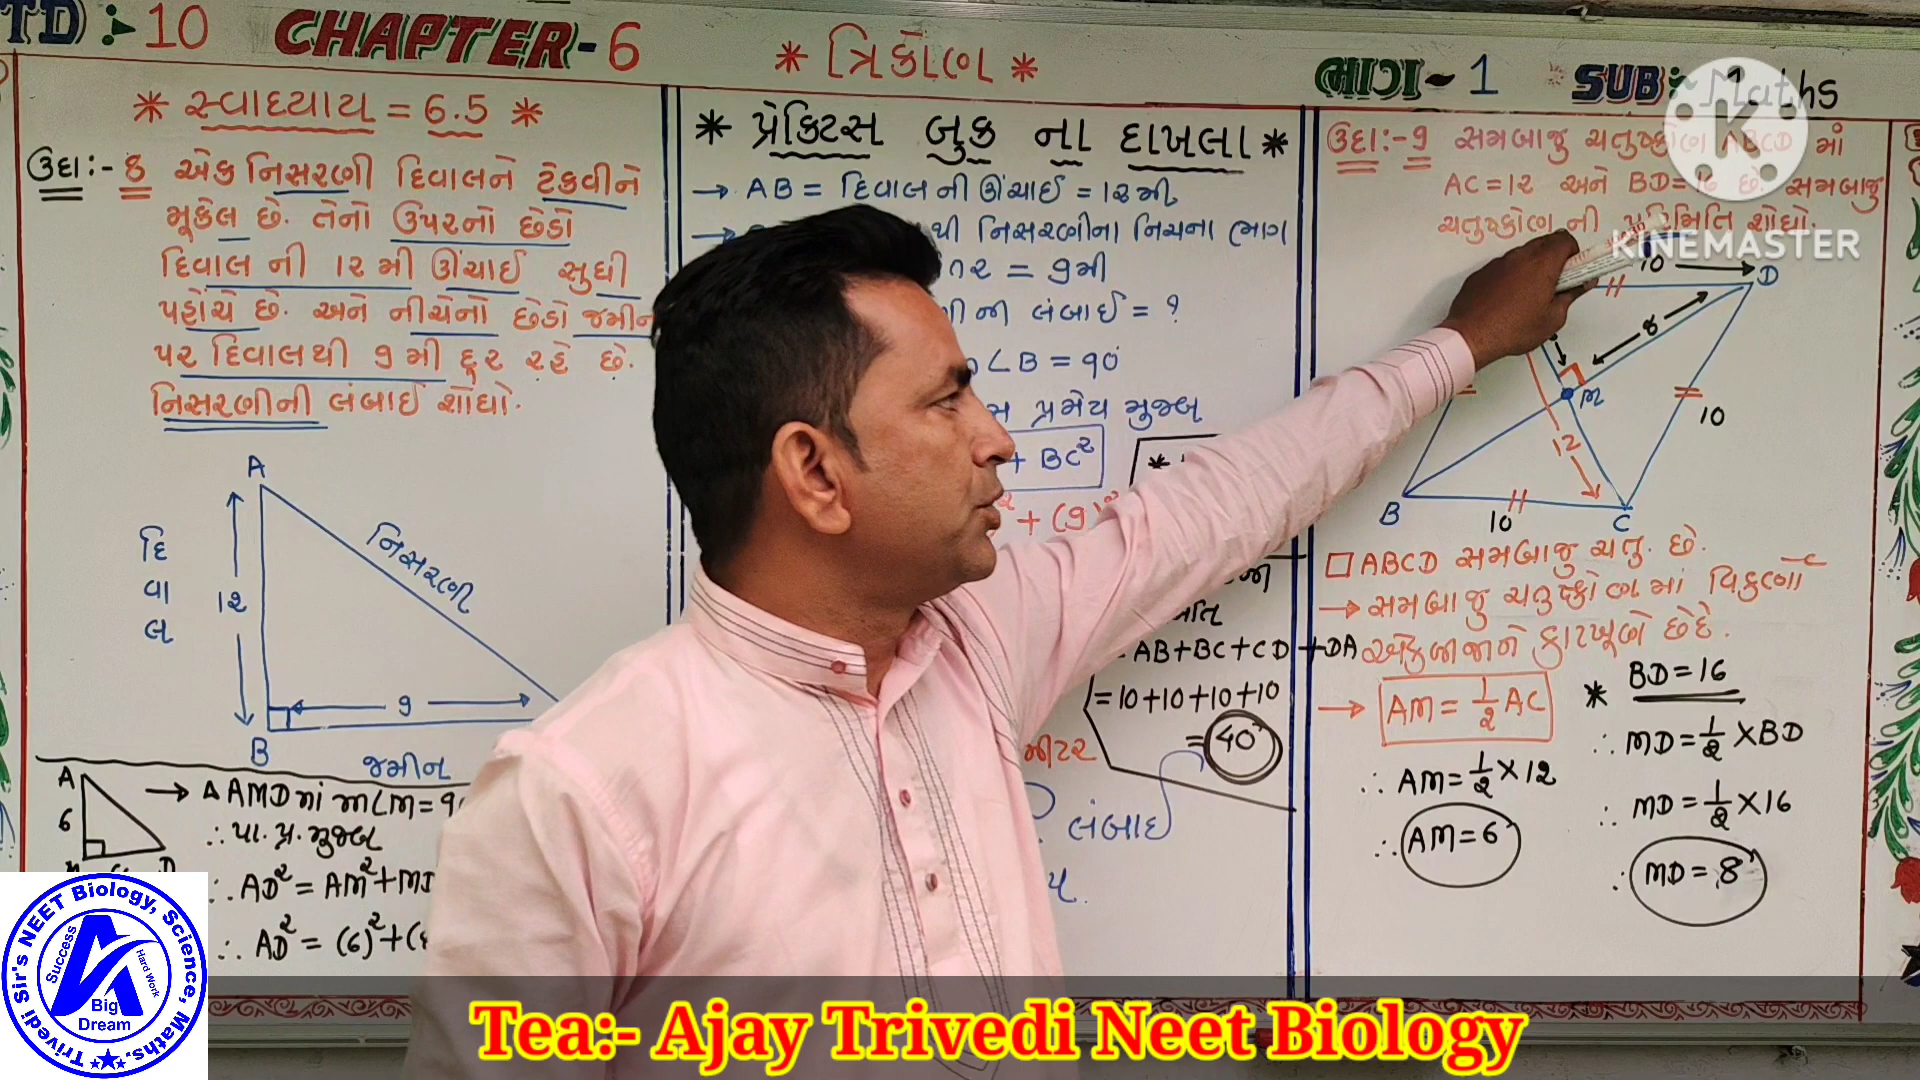 TD :- 10 CHAPTER-6 * ત્રિકોણ * ભાગ - 1 SUB:- Maths
* સ્વાધ્યાય = 6.5 *
ઉદા:- 8 એક નિસરણી દિવાલને ટેકવીને
મૂકેલ છે. તેનો ઉપરનો છેડો
દિવાલ ની 12 મી ઊંચાઈ સુધી
પહોંચે છે. અને નીચેનો છેડો જમીન
પર દિવાલથી 9 મી દૂર રહે છે.
નિસરણીની લંબાઈ શોધો.
A
દિ
વા
લ
12
નિસરણી
9
B
જમીન
A
6
D
→ ∆ AMD માં m∠M = 9
∴ પા. પ્ર. મુજબ
∴ AD² = AM² + MD
∴ AD² = (6)² + (
* પ્રેક્ટિસ બુક ના દાખલા *
→ AB = દિવાલ ની ઊંચાઈ = 12 મી
થી નિસરણીના નિચના ભાગ
= 9 મી
ની લંબાઈ = ?
∠B = 90
પ્રમેય મુજબ
+ BC²
² + (9)²
AB+BC+CD+DA
= 10+10+10+10
= 40
મીટર
લંબાઈ
ઉદા:- 9 સમબાજુ ચતુષ્કોણ ABCD માં
AC = 12 અને BD = 16 છે. સમબાજુ
ચતુષ્કોણ ની પરિમિતિ શોધો.
KINEMASTER
10
D
8
M
12
10
B
10
C
□ ABCD સમબાજુ ચતુ. છે.
→ સમબાજુ ચતુષ્કોણ માં વિકર્ણો
એકબીજાને કાટખૂણે છેદે.
→ AM = 1/2 AC
∴ AM = 1/2 × 12
∴ AM = 6
* BD = 16
∴ MD = 1/2 × BD
∴ MD = 1/2 × 16
∴ MD = 8
Trivedi Sir's NEET Biology, Science, Maths,
Success
Hard Work
Big
Dream
Tea:- Ajay Trivedi Neet Biology